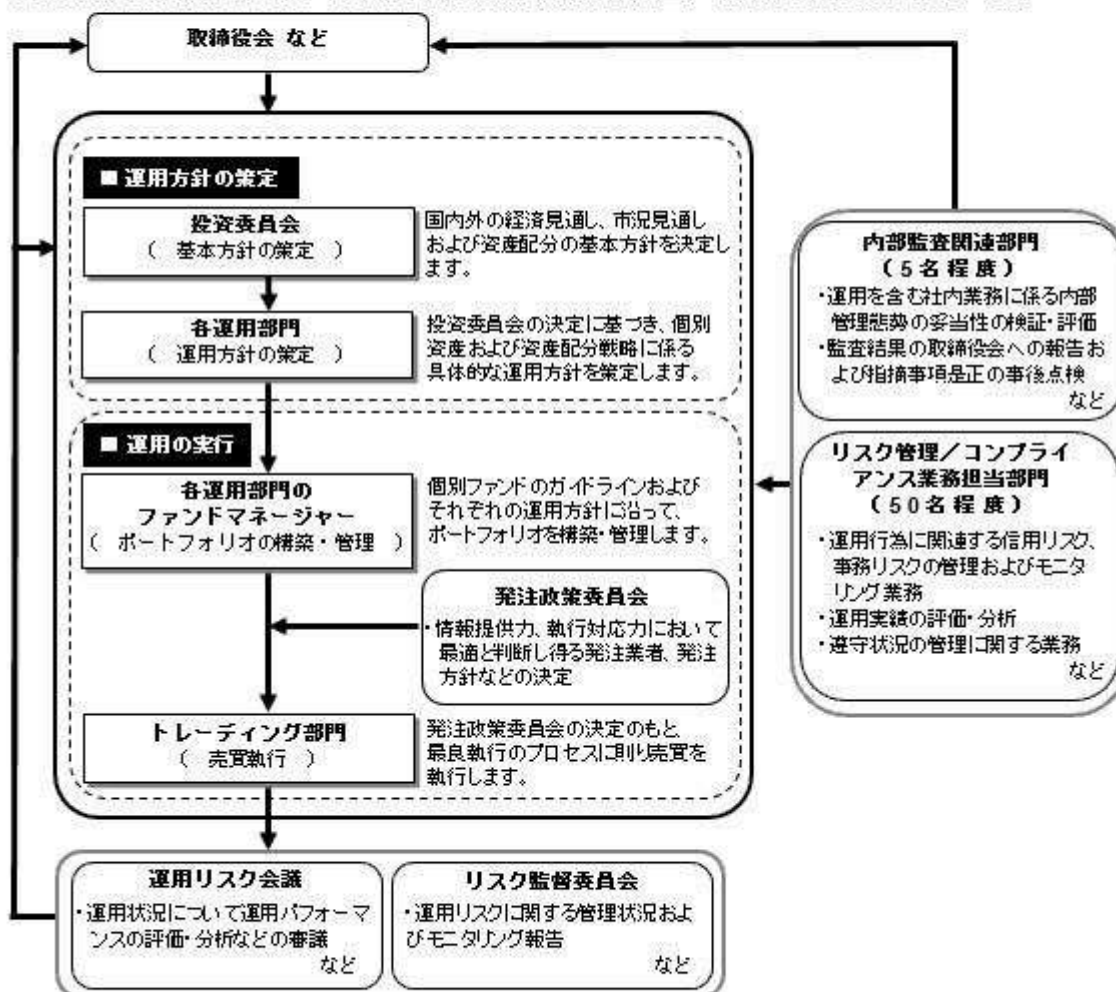 取締役会 など
■ 運用方針の策定
投資委員会
（ 基本方針の策定 ）
国内外の経済見通し、市況見通し
および資産配分の基本方針を決定し
ます。
各運用部門
（ 運用方針の策定 ）
投資委員会の決定に基づき、個別
資産および資産配分戦略に係る
具体的な運用方針を策定します。
■ 運用の実行
各運用部門の
ファンドマネージャー
（ ポートフォリオの構築・管理 ）
個別ファンドのガイドラインおよび
それぞれの運用方針に沿って、
ポートフォリオを構築・管理します。
発注政策委員会
・情報提供力、執行対応力において
最適と判断し得る発注業者、発注
方針などの決定
トレーディング部門
（ 売買執行 ）
発注政策委員会の決定のもと
最良執行のプロセスに則り売買を
執行します。
内部監査関連部門
（５名程度）
・運用を含む社内業務に係る内部
管理態勢の妥当性の検証・評価
・監査結果の取締役会への報告お
よび指摘事項是正の事後点検
など
リスク管理／コンプライ
アンス業務担当部門
（５０名程度）
・運用行為に関連する信用リスク、
事務リスクの管理およびモニタ
リング業務
・運用実績の評価・分析
・遵守状況の管理に関する業務
など
運用リスク会議
・運用状況について運用パフォーマ
ンスの評価・分析などの審議
など
リスク監督委員会
・運用リスクに関する管理状況およ
びモニタリング報告
など